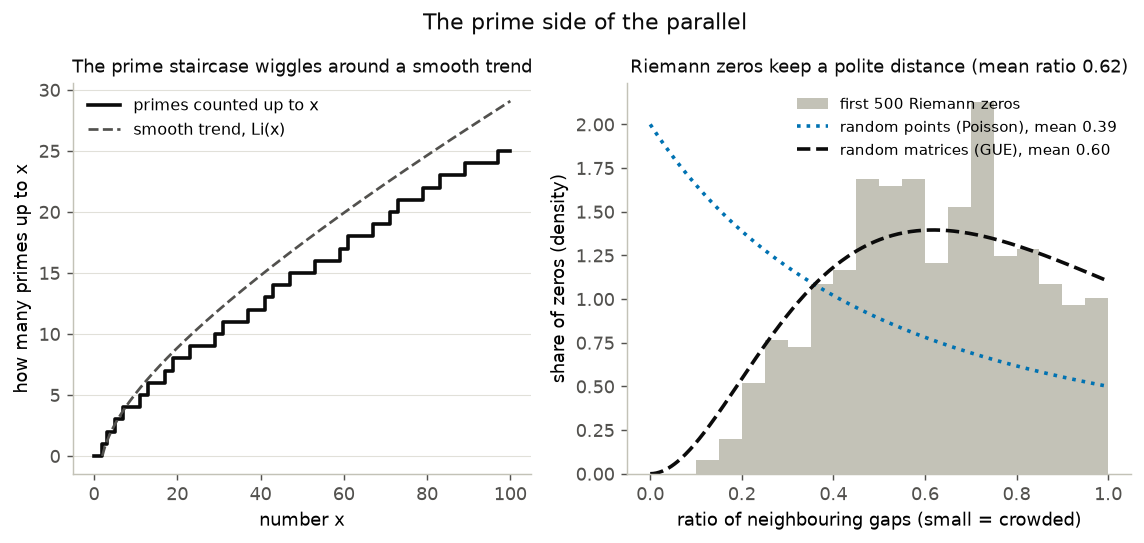 The prime side of the parallel
The prime staircase wiggles around a smooth trend
how many primes up to x
30
25
20
15
10
5
0
primes counted up to x
smooth trend, Li(x)
0 20 40 60 80 100
number x
Riemann zeros keep a polite distance (mean ratio 0.62)
share of zeros (density)
2.00
1.75
1.50
1.25
1.00
0.75
0.50
0.25
0.00
first 500 Riemann zeros
random points (Poisson), mean 0.39
random matrices (GUE), mean 0.60
0.0 0.2 0.4 0.6 0.8 1.0
ratio of neighbouring gaps (small = crowded)